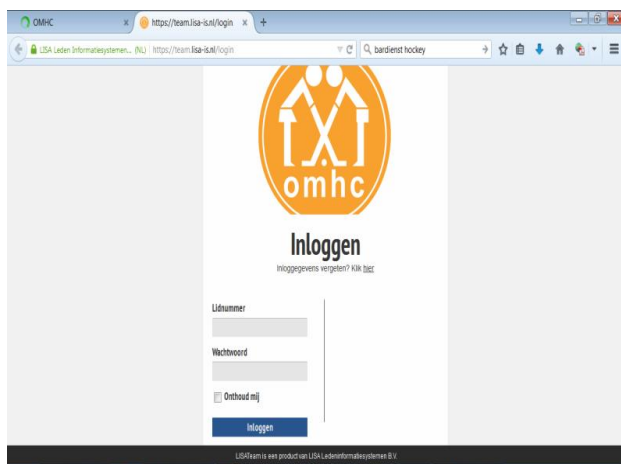 OMHC
https://team.lisa-is.nl/login
LISA Leden Informatiesystemen... (NL)
https://team.lisa-is.nl/login
bardienst hockey
omhc
Inloggen
Inloggegevens vergeten? Klik hier
Lidnummer
Wachtwoord
Onthoud mij
Inloggen
LISATeam is een product van LISA Ledeninformatiesystemen B.V.